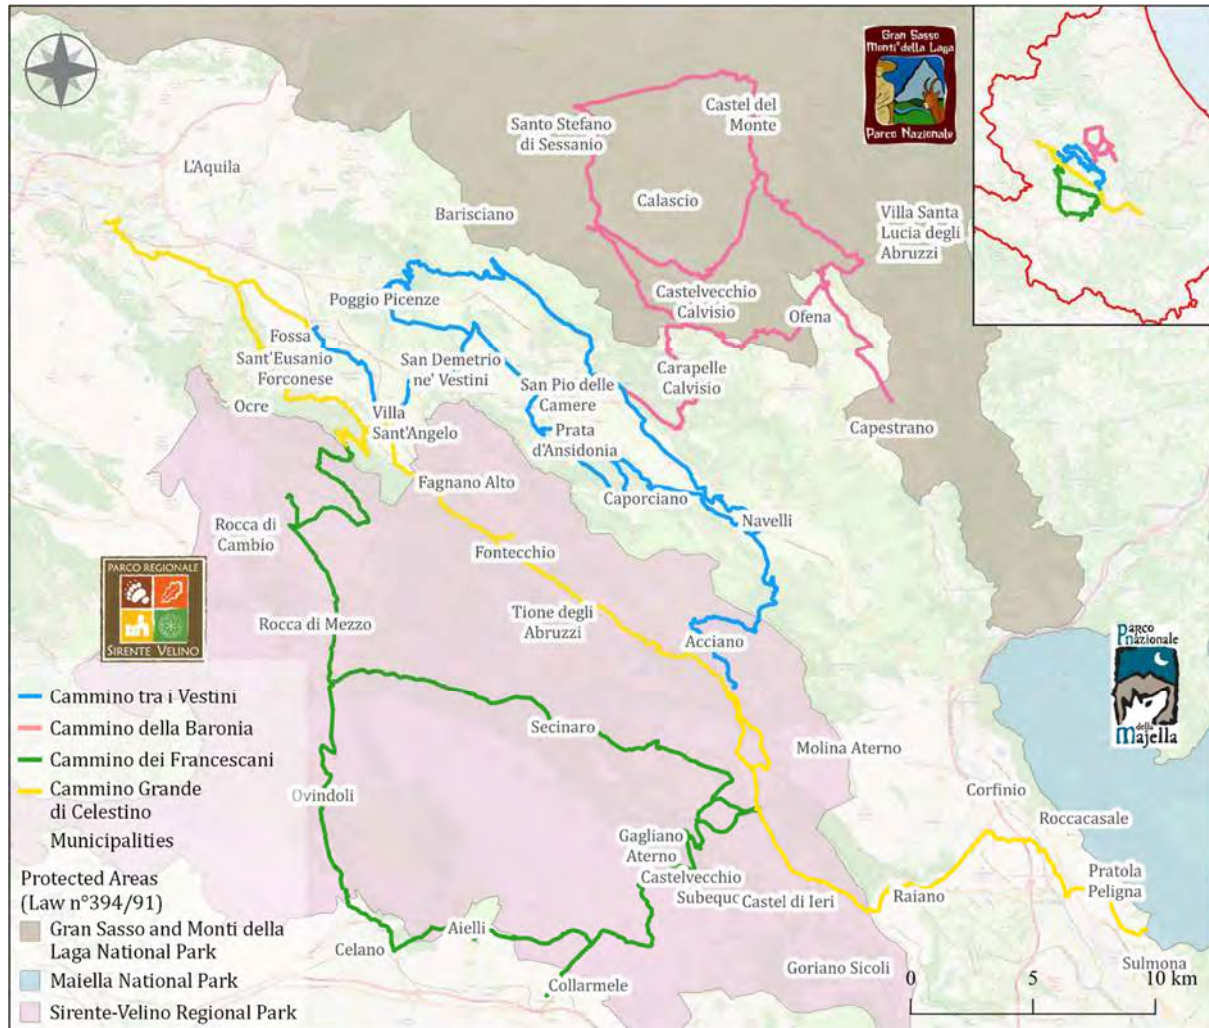 Gran Sasso
Monti della Laga
Parco Nazionale
Castel del
Monte
Santo Stefano
di Sessanio
L'Aquila
Calascio
Barisciano
Villa Santa
Lucia degli
Abruzzi
Castelvecchio
Calvisio
Poggio Picenze
Ofena
Fossa
Sant'Eusanio
Forconese
San Demetrio
ne' Vestini
Carapelle
Calvisio
San Pio delle
Camere
Ocre
Villa
Sant'Angelo
Prata
d'Ansidonia
Capestrano
Fagnano Alto
Caporciano
Navelli
Rocca di
Cambio
Fontecchio
PARCO REGIONALE
SIRENTE VELINO
Rocca di Mezzo
Tione degli
Abruzzi
Acciano
Parco
nazionale
della
Majella
Cammino tra i Vestini
Cammino della Baronia
Cammino dei Francescani
Cammino Grande
di Celestino
Municipalities
Protected Areas
(Law n°394/91)
Gran Sasso and Monti della
Laga National Park
Maiella National Park
Sirente-Velino Regional Park
Secinaro
Molina Aterno
Ovindoli
Corfinio
Roccacasale
Gagliano
Aterno
Castelvecchio
Subequo
Castel di Ieri
Raiano
Pratola
Peligna
Aielli
Celano
Collarmele
Goriano Sicoli
Sulmona
0 5 10 km